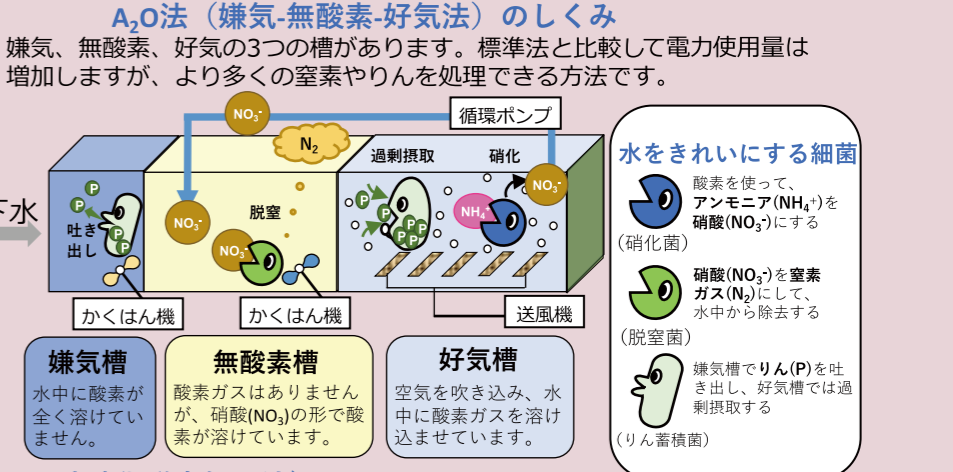 A₂O法（嫌気-無酸素-好気法）のしくみ
嫌気、無酸素、好気の3つの槽があります。標準法と比較して電力使用量は
増加しますが、より多くの窒素やりんを処理できる方法です。
循環ポンプ
NO₃⁻
N₂
過剰摂取
硝化
NO₃⁻
P
P
吐き
出し
P
P
NO₃⁻
脱窒
NO₃⁻
P
P
P
P
P
P
NH₄⁺
下水
かくはん機
かくはん機
送風機
嫌気槽
水中に酸素が
全く溶けてい
ません。
無酸素槽
酸素ガスはありません
が、硝酸(NO₃)の形で酸
素が溶けています。
好気槽
空気を吹き込み、水
中に酸素ガスを溶け
込ませています。
水をきれいにする細菌
酸素を使って、
アンモニア(NH₄⁺)を
硝酸(NO₃⁻)にする
(硝化菌)
硝酸(NO₃⁻)を窒素
ガス(N₂)にして、
水中から除去する
(脱窒菌)
嫌気槽でりん(P)を吐
き出し、好気槽では過
剰摂取する
(りん蓄積菌)